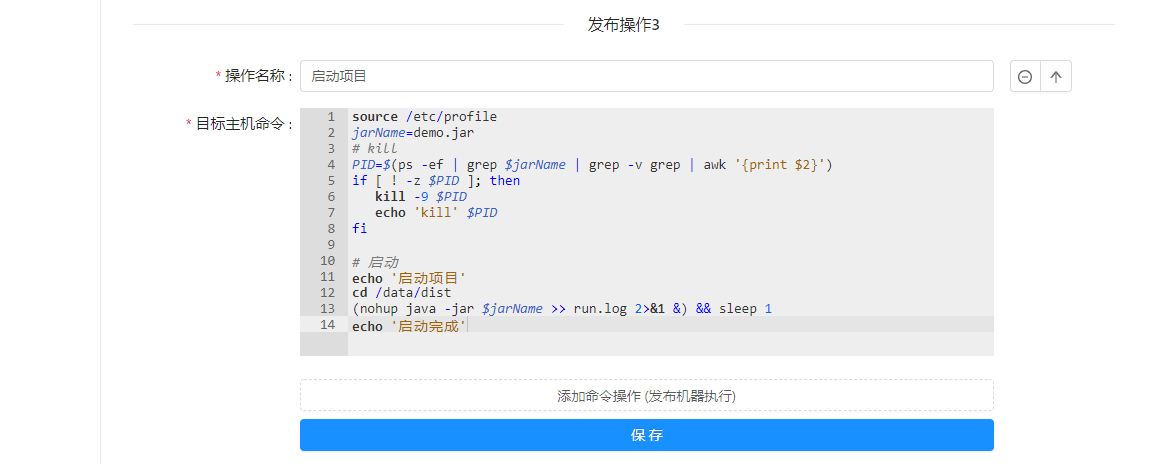 发布操作3
* 操作名称 : 启动项目
* 目标主机命令 :
1 source /etc/profile
2 jarName=demo.jar
3 # kill
4 PID=$(ps -ef | grep $jarName | grep -v grep | awk '{print $2}')
5 if [ ! -z $PID ]; then
6 kill -9 $PID
7 echo 'kill' $PID
8 fi
9
10 # 启动
11 echo '启动项目'
12 cd /data/dist
13 (nohup java -jar $jarName >> run.log 2>&1 &) && sleep 1
14 echo '启动完成'
添加命令操作 (发布机器执行)
保 存